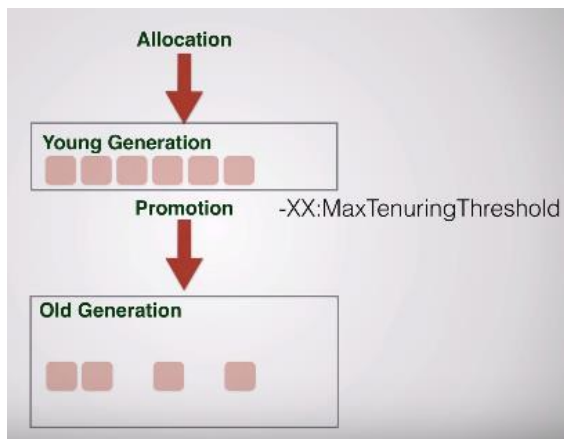 Allocation
Young Generation
Promotion
-XX:MaxTenuringThreshold
Old Generation